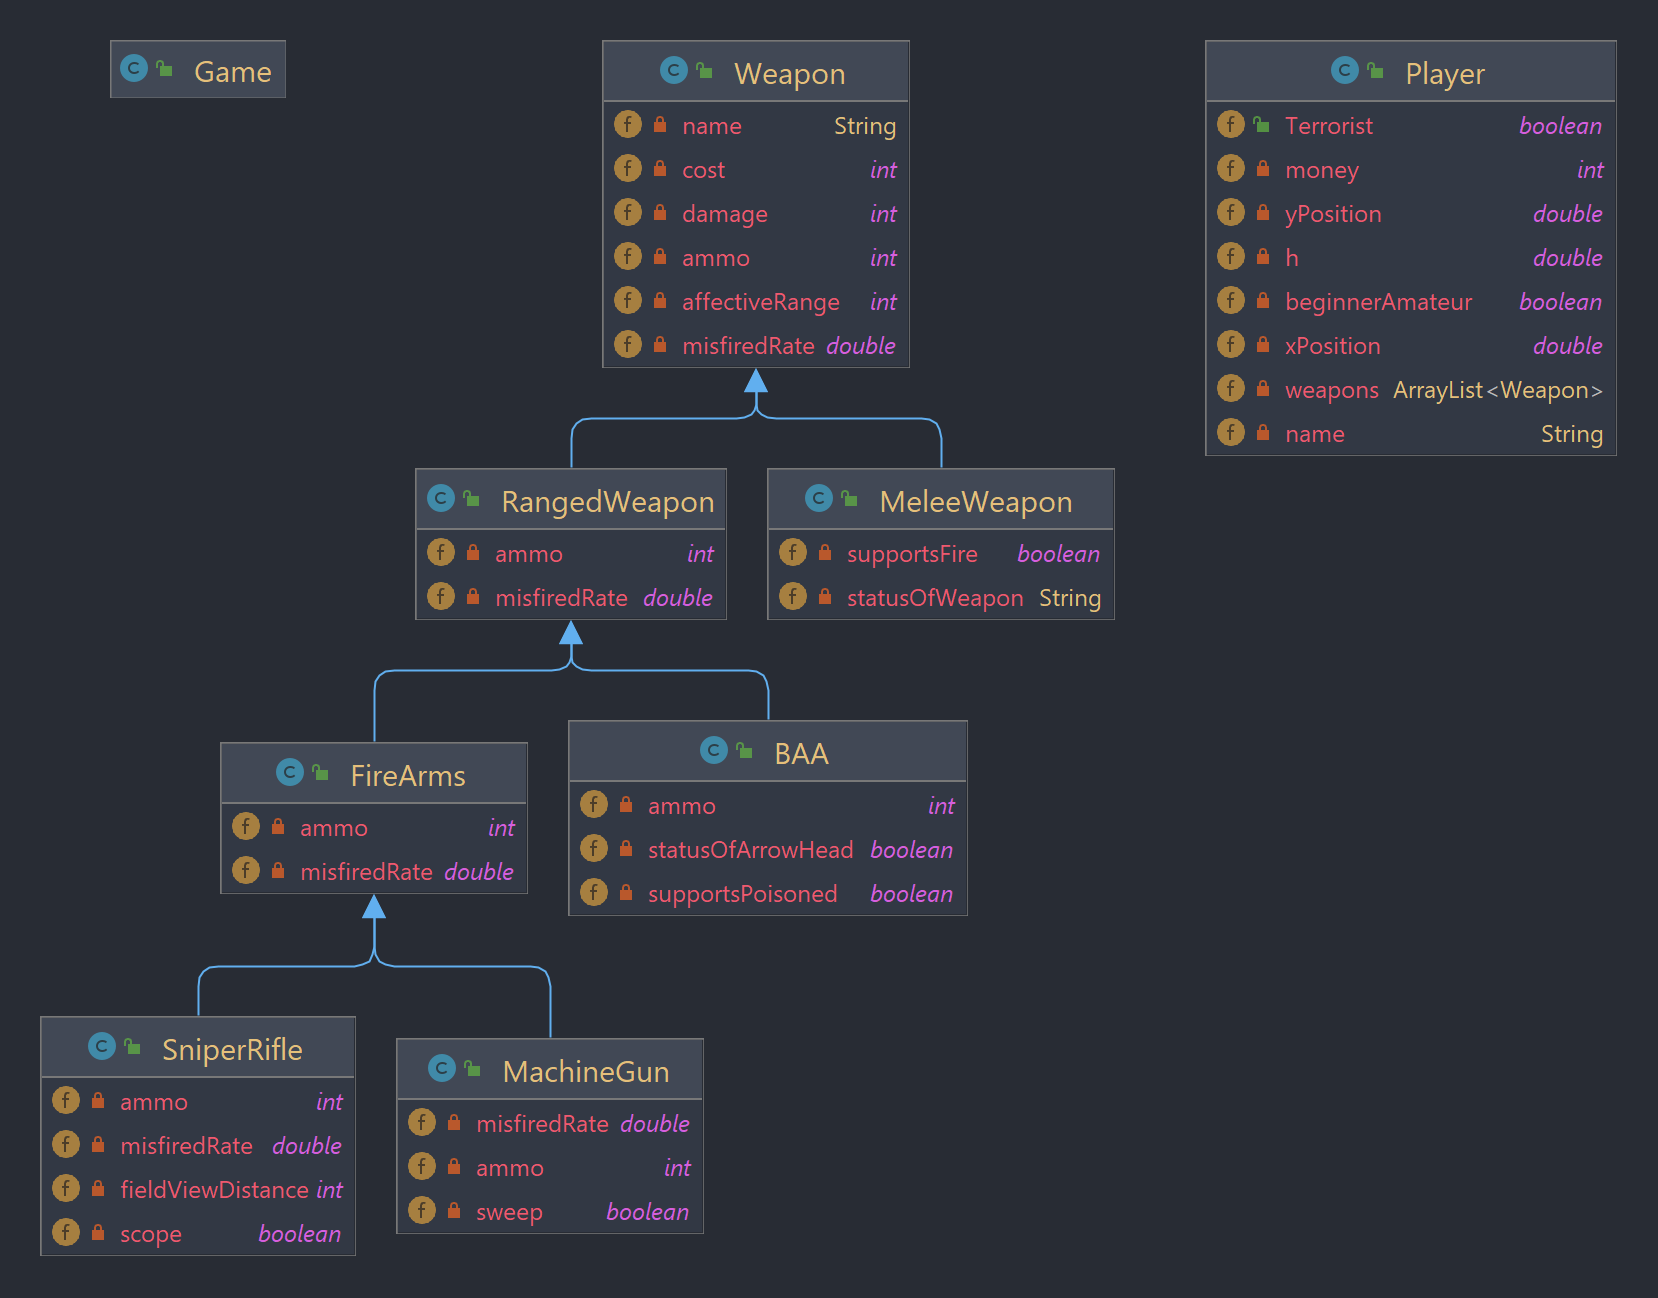 C Game
C Weapon
f name String
f cost int
f damage int
f ammo int
f affectiveRange int
f misfiredRate double
C Player
f Terrorist boolean
f money int
f yPosition double
f h double
f beginnerAmateur boolean
f xPosition double
f weapons ArrayList<Weapon>
f name String
C RangedWeapon
f ammo int
f misfiredRate double
C MeleeWeapon
f supportsFire boolean
f statusOfWeapon String
C FireArms
f ammo int
f misfiredRate double
C BAA
f ammo int
f statusOfArrowHead boolean
f supportsPoisoned boolean
C SniperRifle
f ammo int
f misfiredRate double
f fieldViewDistance int
f scope boolean
C MachineGun
f misfiredRate double
f ammo int
f sweep boolean